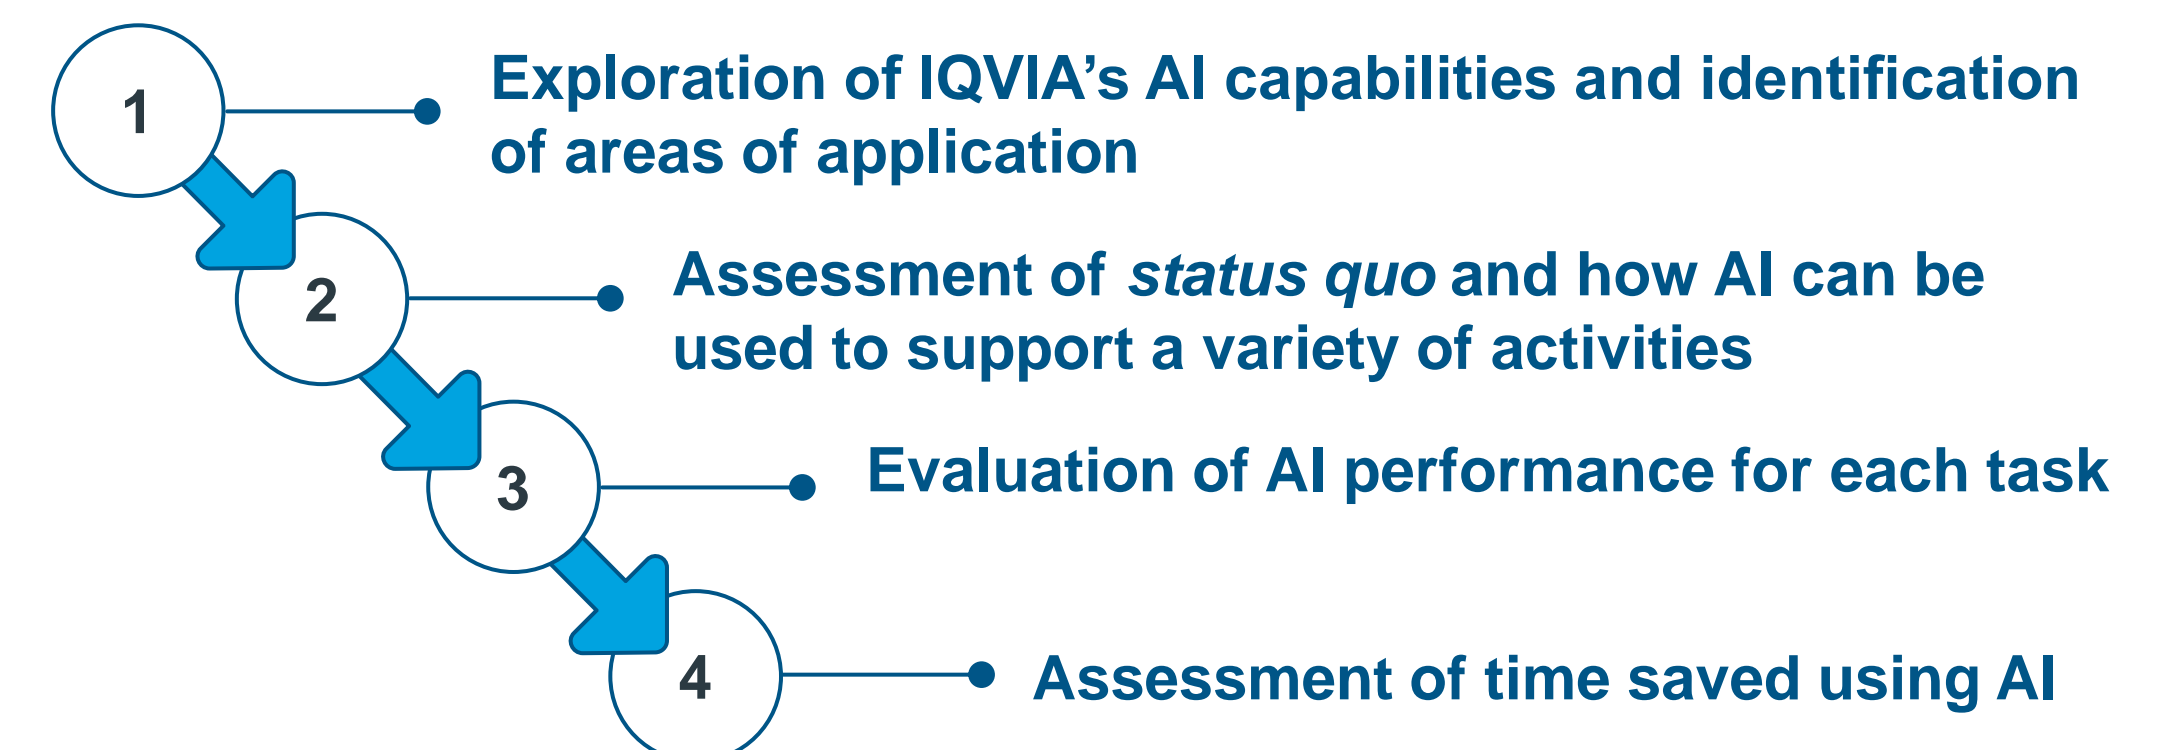 1
Exploration of IQVIA’s AI capabilities and identification
of areas of application
2
Assessment of status quo and how AI can be
used to support a variety of activities
3
Evaluation of AI performance for each task
4
Assessment of time saved using AI